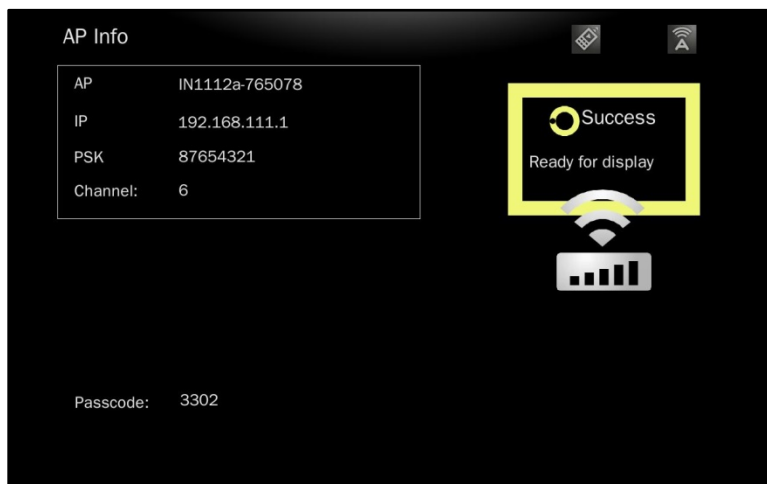 AP Info
AP IN1112a-765078
IP 192.168.111.1
PSK 87654321
Channel: 6
Success
Ready for display
Passcode: 3302